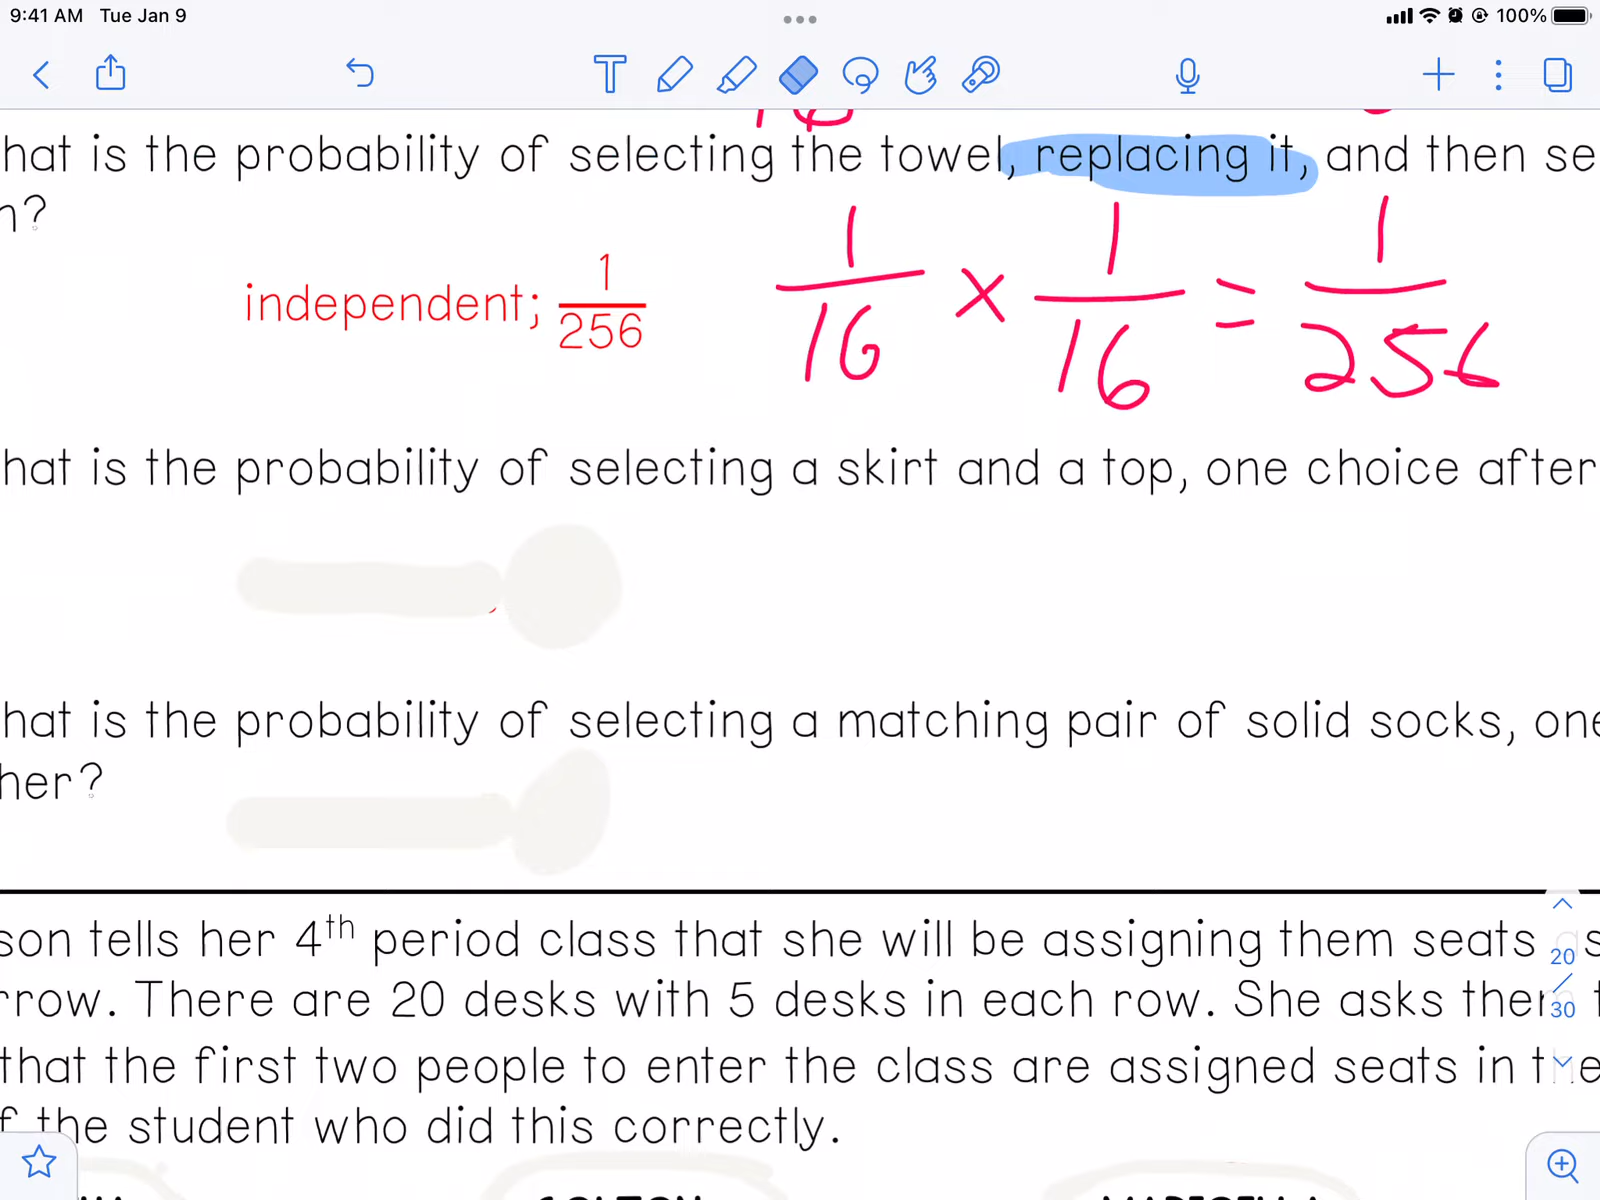 9:41 AM Tue Jan 9
100%
hat is the probability of selecting the towel, replacing it, and then se
n?
independent; 1/256
1/16 × 1/16 = 1/256
hat is the probability of selecting a skirt and a top, one choice after
hat is the probability of selecting a matching pair of solid socks, one
her?
son tells her 4th period class that she will be assigning them seats as
rrow. There are 20 desks with 5 desks in each row. She asks them
that the first two people to enter the class are assigned seats in the
f the student who did this correctly.
20/30